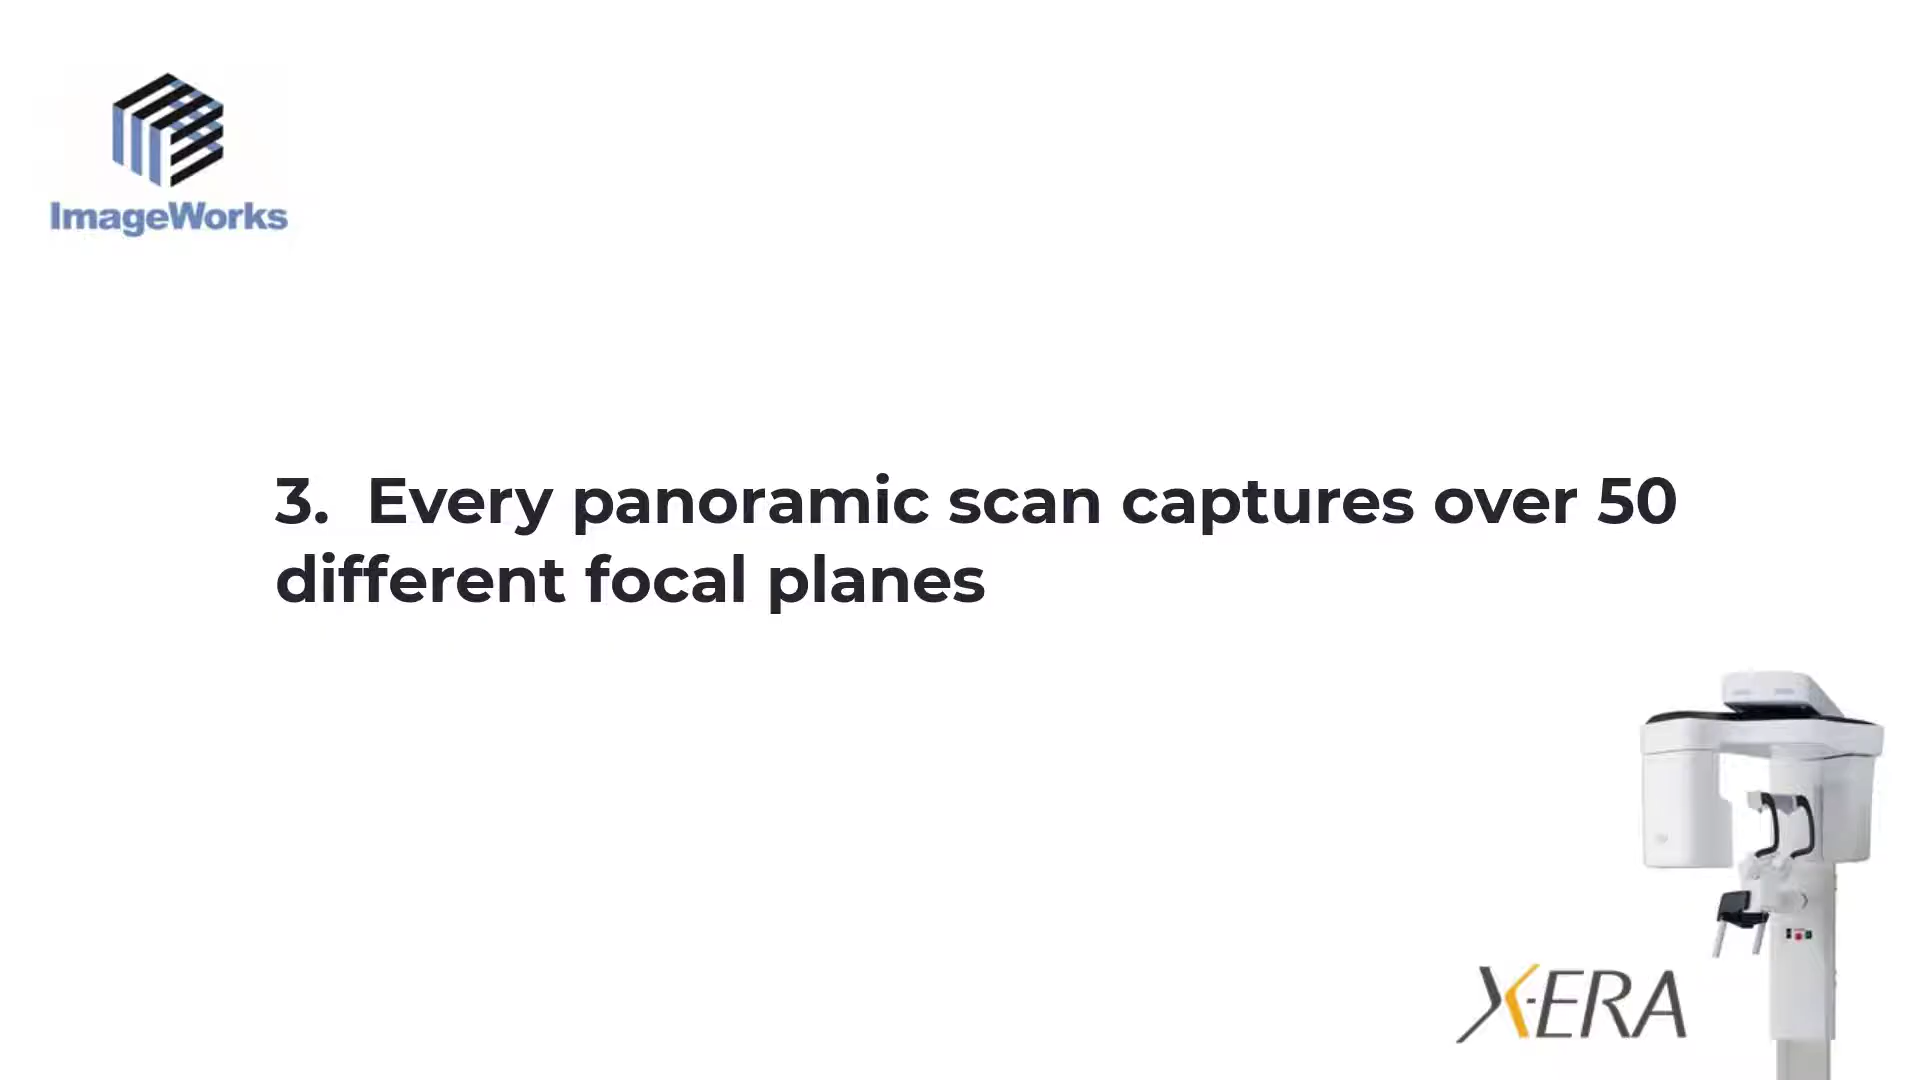 ImageWorks
3. Every panoramic scan captures over 50
different focal planes
X-ERA